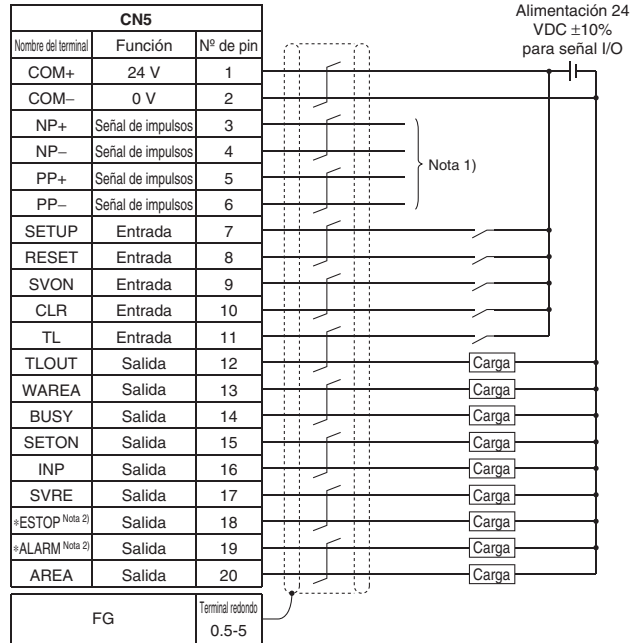 Alimentación 24
VDC ±10%
para señal I/O
CN5
Nombre del terminal Función Nº de pin
COM+ 24 V 1
COM– 0 V 2
NP+ Señal de impulsos 3
NP– Señal de impulsos 4
PP+ Señal de impulsos 5
PP– Señal de impulsos 6
Nota 1)
SETUP Entrada 7
RESET Entrada 8
SVON Entrada 9
CLR Entrada 10
TL Entrada 11
TLOUT Salida 12 Carga
WAREA Salida 13 Carga
BUSY Salida 14 Carga
SETON Salida 15 Carga
INP Salida 16 Carga
SVRE Salida 17 Carga
*ESTOP Nota 2) Salida 18 Carga
*ALARM Nota 2) Salida 19 Carga
AREA Salida 20 Carga
FG Terminal redondo
0.5-5